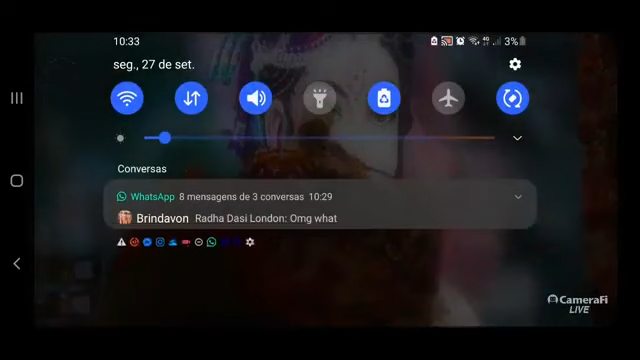 10:33
4G
3%
seg., 27 de set.
Conversas
WhatsApp 8 mensagens de 3 conversas 10:29
Brindavon Radha Dasi London: Omg what
CameraFi
LIVE